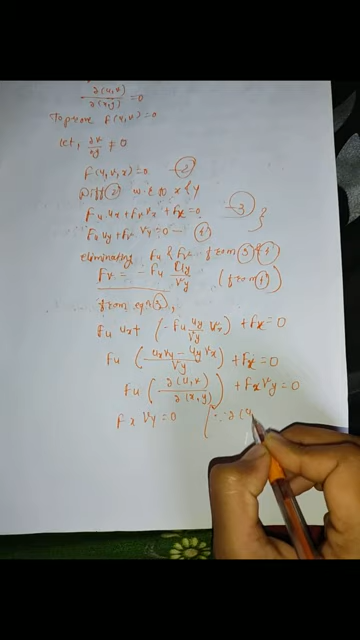 ∂(u,v)/∂(x,y) = 0
To prove F(u,v)=0
Let, ∂v/∂y ≠ 0
F(u,v,x)=0 —②
Diff ② w.r.to x & y
Fu ux + Fv vx + Fx = 0 —③
Fu uy + Fv vy = 0 —④
eliminating Fu & Fv from ③ & ④
Fv = - Fu uy/vy (from ④)
from eq ③,
Fu ux + (-Fu uy/vy vx) + Fx = 0
Fu (ux vy - uy vx / vy) + Fx = 0
Fu (∂(u,v)/∂(x,y)) + Fx vy = 0
Fx vy = 0 (∵ ∂(u